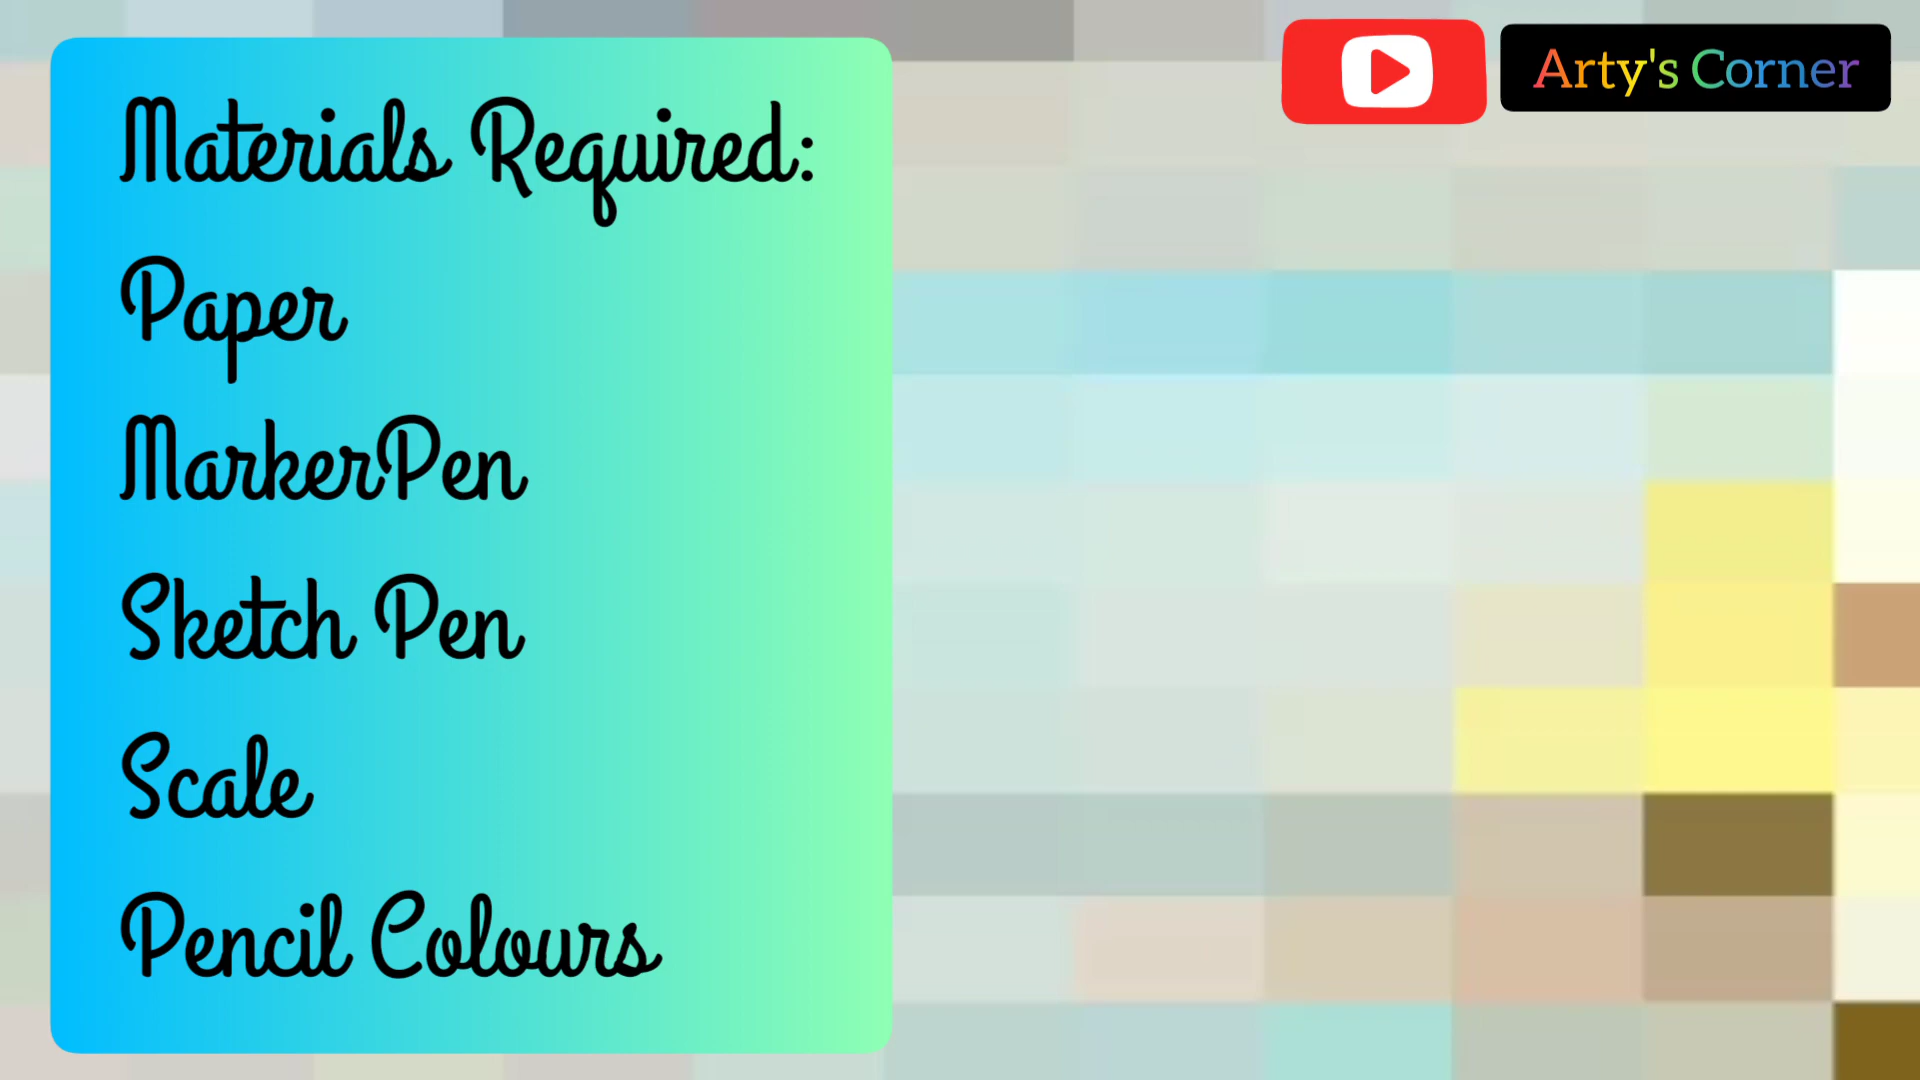 Arty's Corner
Materials Required:
Paper
MarkerPen
Sketch Pen
Scale
Pencil Colours